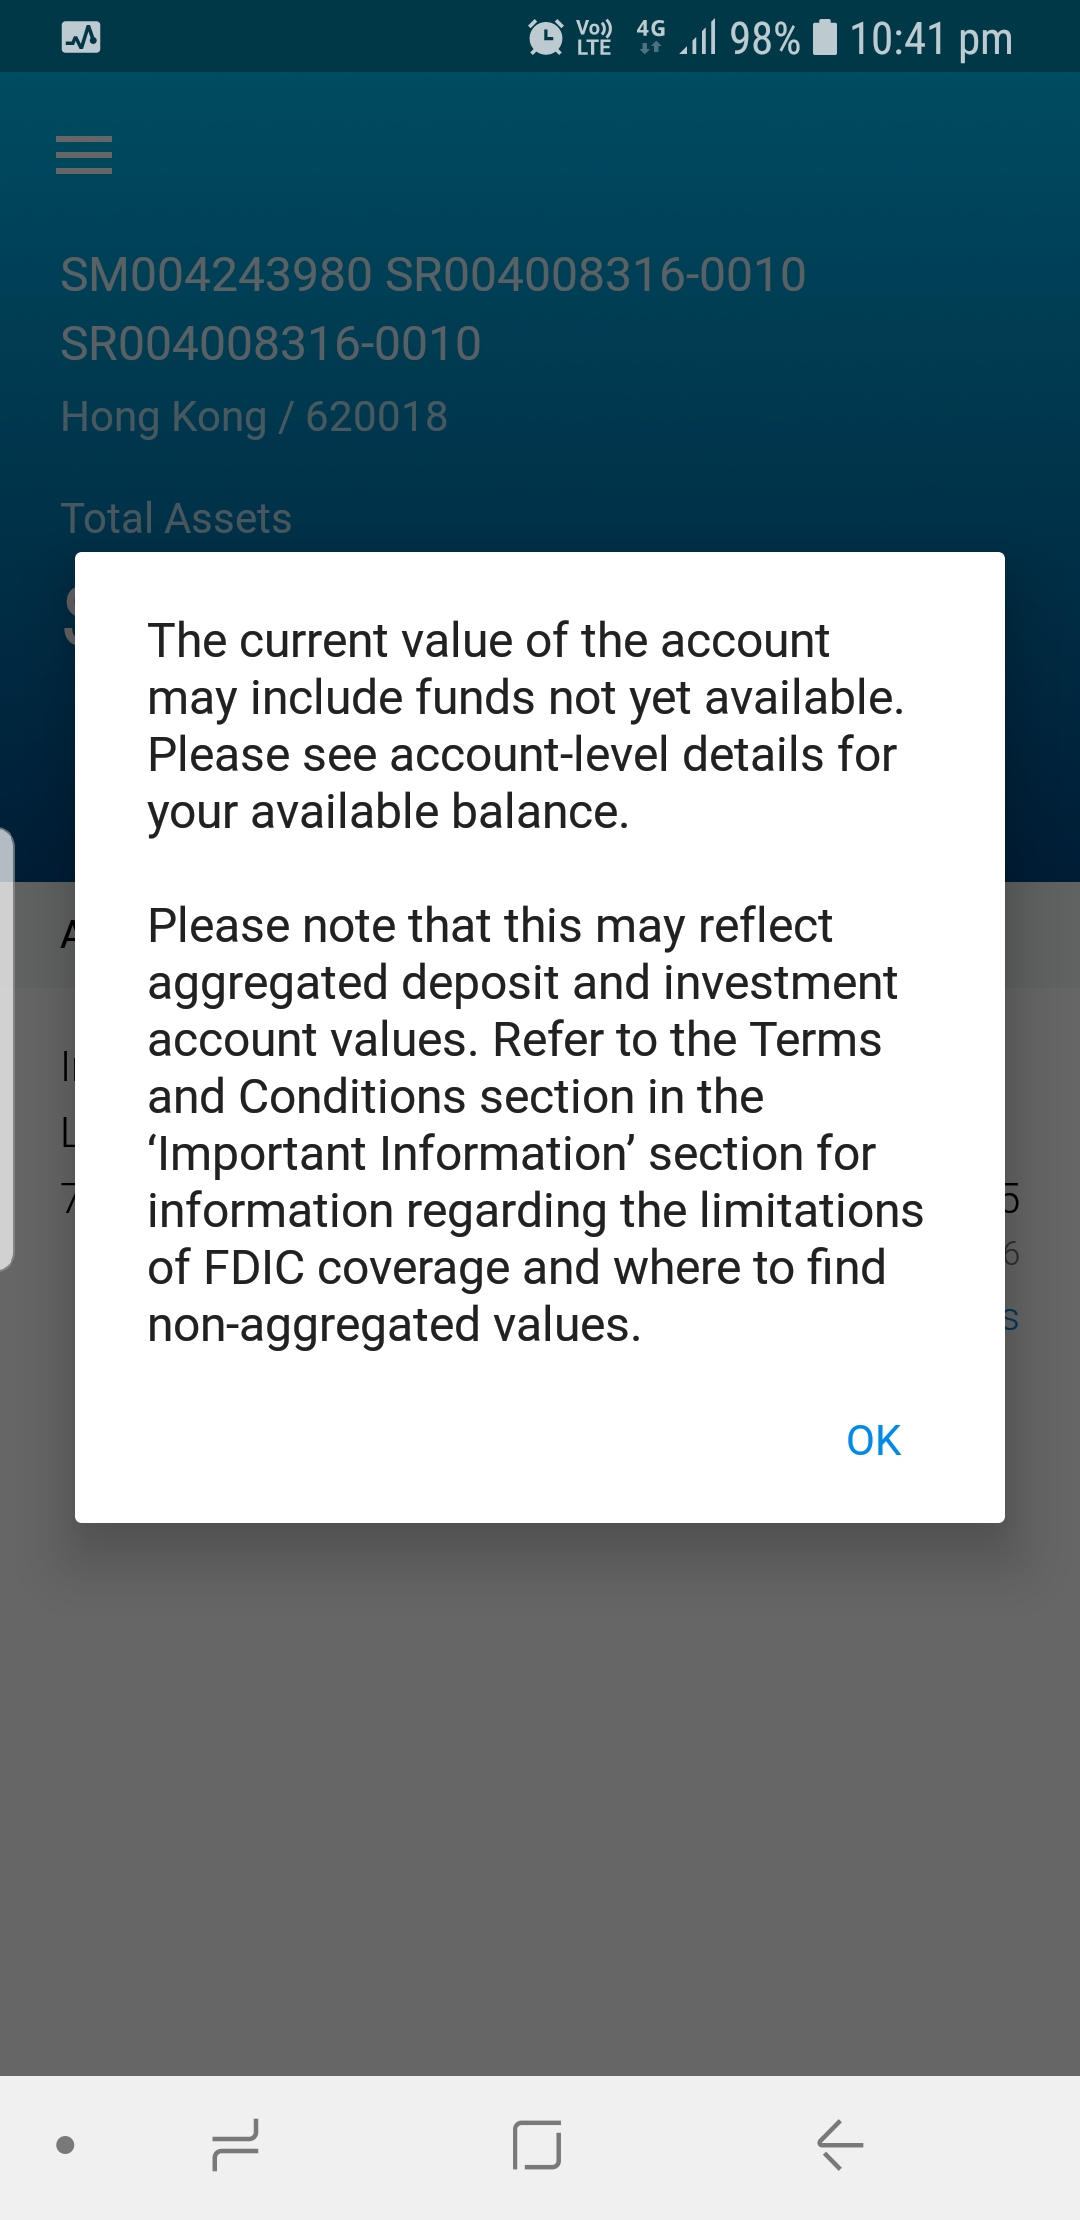 Vo)) LTE 4G 98% 10:41 pm
SM004243980 SR004008316-0010
SR004008316-0010
Hong Kong / 620018
Total Assets
The current value of the account
may include funds not yet available.
Please see account-level details for
your available balance.
Please note that this may reflect
aggregated deposit and investment
account values. Refer to the Terms
and Conditions section in the
‘Important Information’ section for
information regarding the limitations
of FDIC coverage and where to find
non-aggregated values.
OK